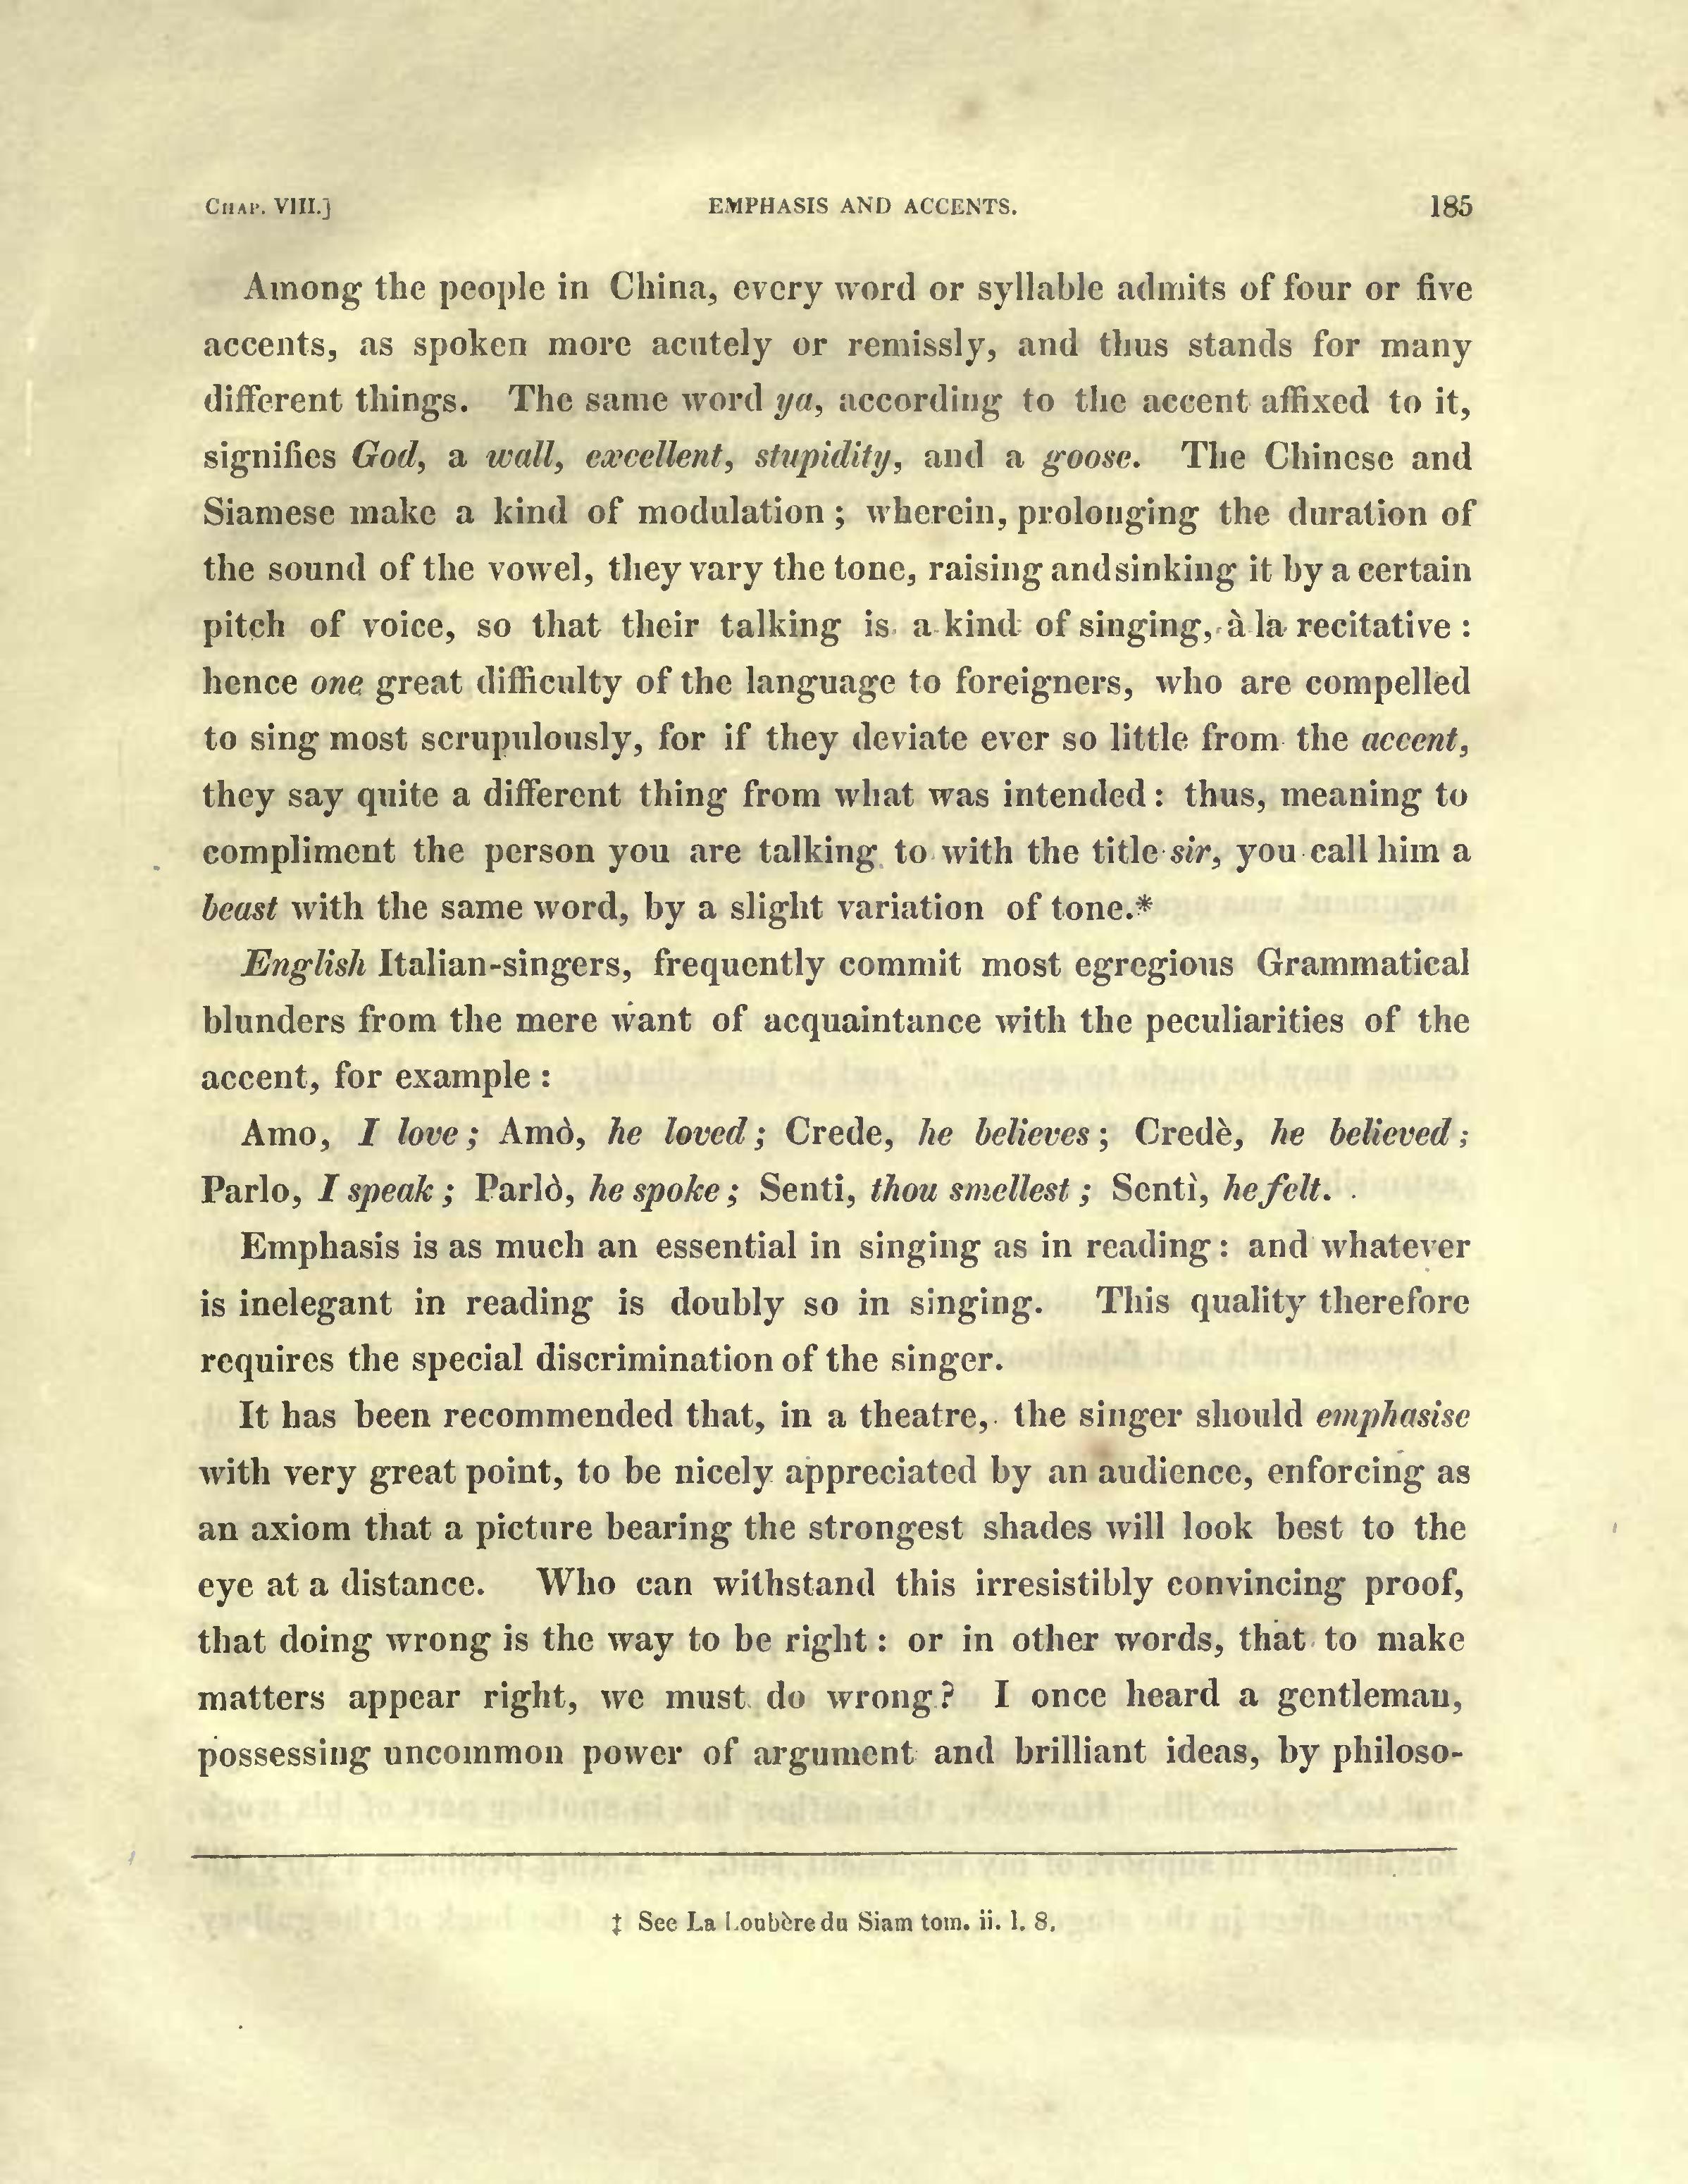 CHAP. VIII.] EMPHASIS AND ACCENTS. 185
Among the people in China, every word or syllable admits of four or five
accents, as spoken more acutely or remissly, and thus stands for many
different things. The same word ya, according to the accent affixed to it,
signifies God, a wall, excellent, stupidity, and a goose. The Chinese and
Siamese make a kind of modulation; wherein, prolonging the duration of
the sound of the vowel, they vary the tone, raising and sinking it by a certain
pitch of voice, so that their talking is a kind of singing, à la recitative :
hence one great difficulty of the language to foreigners, who are compelled
to sing most scrupulously, for if they deviate ever so little from the accent,
they say quite a different thing from what was intended: thus, meaning to
compliment the person you are talking to with the title sir, you call him a
beast with the same word, by a slight variation of tone.*
English Italian-singers, frequently commit most egregious Grammatical
blunders from the mere want of acquaintance with the peculiarities of the
accent, for example :
Amo, I love; Amò, he loved; Crede, he believes; Credè, he believed;
Parlo, I speak; Parlò, he spoke; Senti, thou smellest; Sentì, he felt.
Emphasis is as much an essential in singing as in reading: and whatever
is inelegant in reading is doubly so in singing. This quality therefore
requires the special discrimination of the singer.
It has been recommended that, in a theatre, the singer should emphasise
with very great point, to be nicely appreciated by an audience, enforcing as
an axiom that a picture bearing the strongest shades will look best to the
eye at a distance. Who can withstand this irresistibly convincing proof,
that doing wrong is the way to be right: or in other words, that to make
matters appear right, we must do wrong? I once heard a gentleman,
possessing uncommon power of argument and brilliant ideas, by philoso-
‡ See La Loubère du Siam tom. ii. l. 8.